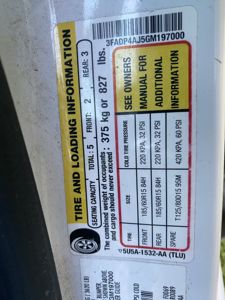 3FADP4AJ5GM197000
TIRE AND LOADING INFORMATION
SEATING CAPACITY TOTAL: 5 FRONT: 2 REAR: 3
The combined weight of occupants and cargo should never exceed: 375 kg or 827 lbs.
TIRE SIZE COLD TIRE PRESSURE
FRONT 185/60R15 84H 220 KPA, 32 PSI
REAR 185/60R15 84H 220 KPA, 32 PSI
SPARE T125/80D15 95M 420 KPA, 60 PSI
SEE OWNERS
MANUAL FOR
ADDITIONAL
INFORMATION
5U5A-1532-AA (TLU)